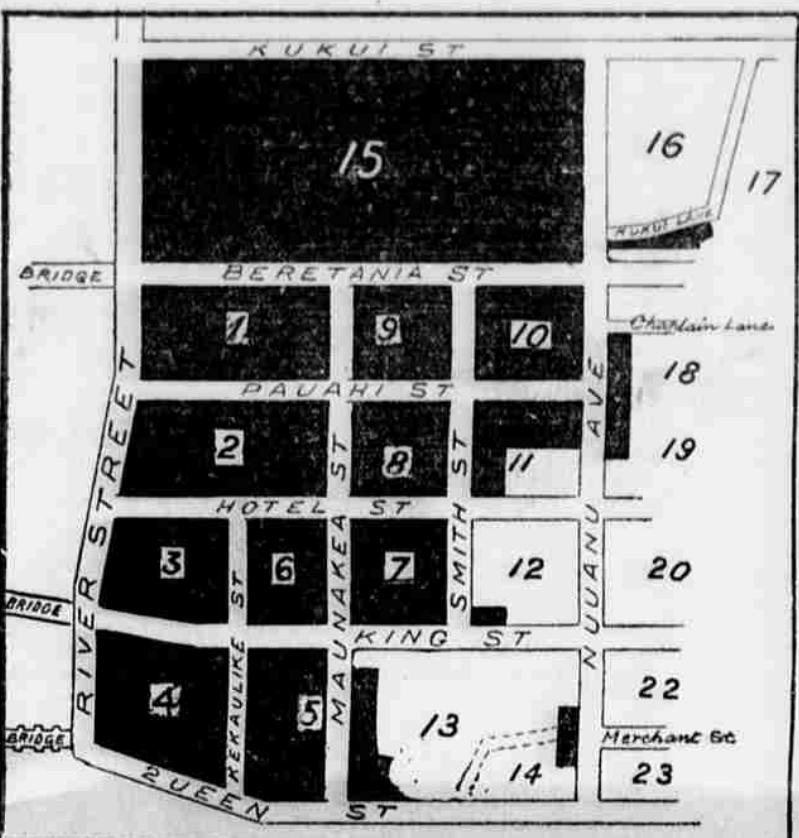 KUKUI ST
15
16
17
KUKUI LANE
BRIDGE
BERETANIA ST
1
9
10
Chaplain Lane
18
PAUAHI ST
RIVER STREET
2
8
11
19
MAUNAKEA ST
SMITH ST
NUUANU AVE
HOTEL ST
3
6
7
12
20
BRIDGE
KEKAULIKE ST
KING ST
4
5
13
22
BRIDGE
Merchant St.
14
23
QUEEN ST